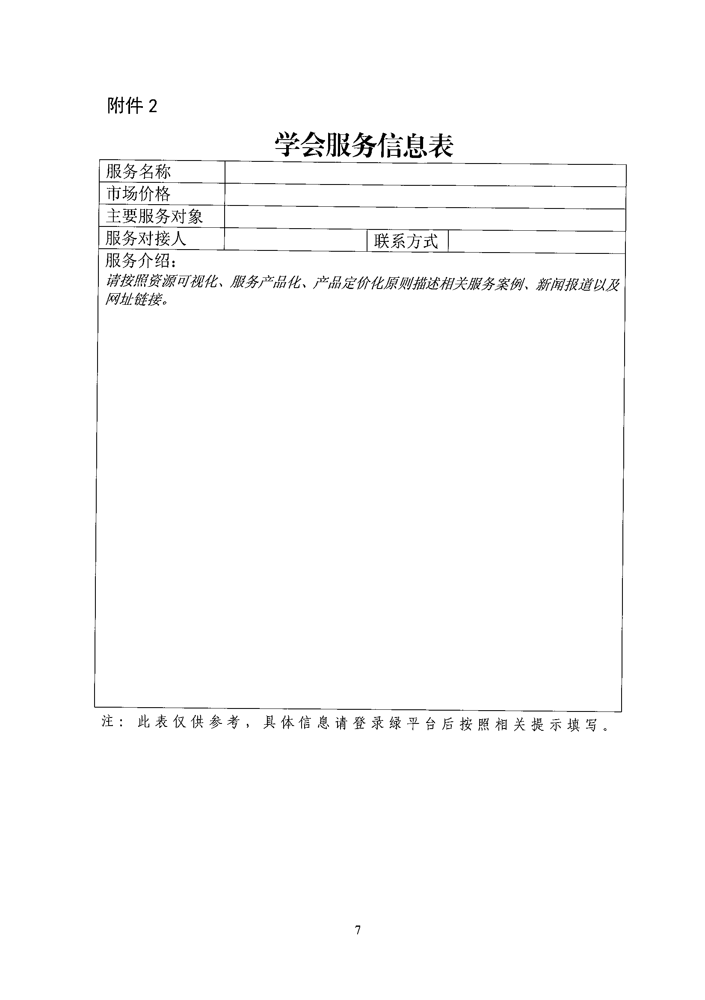 附件 2
学会服务信息表
服务名称
市场价格
主要服务对象
服务对接人 联系方式
服务介绍：
请按照资源可视化、服务产品化、产品定价化原则描述相关服务案例、新闻报道以及
网址链接。
注：此表仅供参考，具体信息请登录绿平台后按照相关提示填写。
7